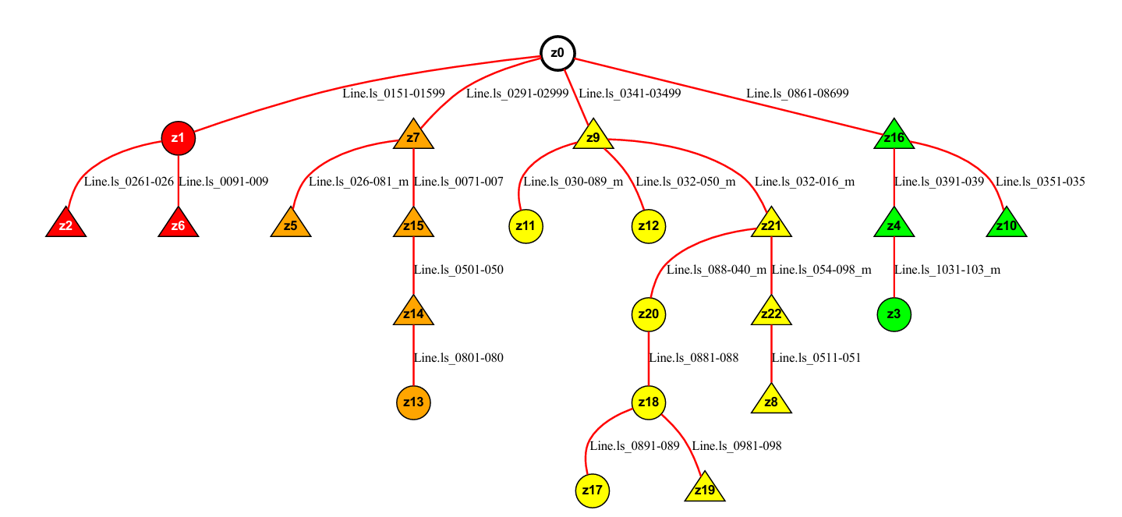 z0
Line.ls_0151-01599
Line.ls_0291-02999
Line.ls_0341-03499
Line.ls_0861-08699
z1
z7
z9
z16
Line.ls_0261-026
Line.ls_0091-009
Line.ls_026-081_m
Line.ls_0071-007
Line.ls_030-089_m
Line.ls_032-050_m
Line.ls_032-016_m
Line.ls_0391-039
Line.ls_0351-035
z2
z6
z5
z15
z11
z12
z21
z4
z10
Line.ls_0501-050
Line.ls_088-040_m
Line.ls_054-098_m
Line.ls_1031-103_m
z14
z20
z22
z3
Line.ls_0801-080
Line.ls_0881-088
Line.ls_0511-051
z13
z18
z8
Line.ls_0891-089
Line.ls_0981-098
z17
z19